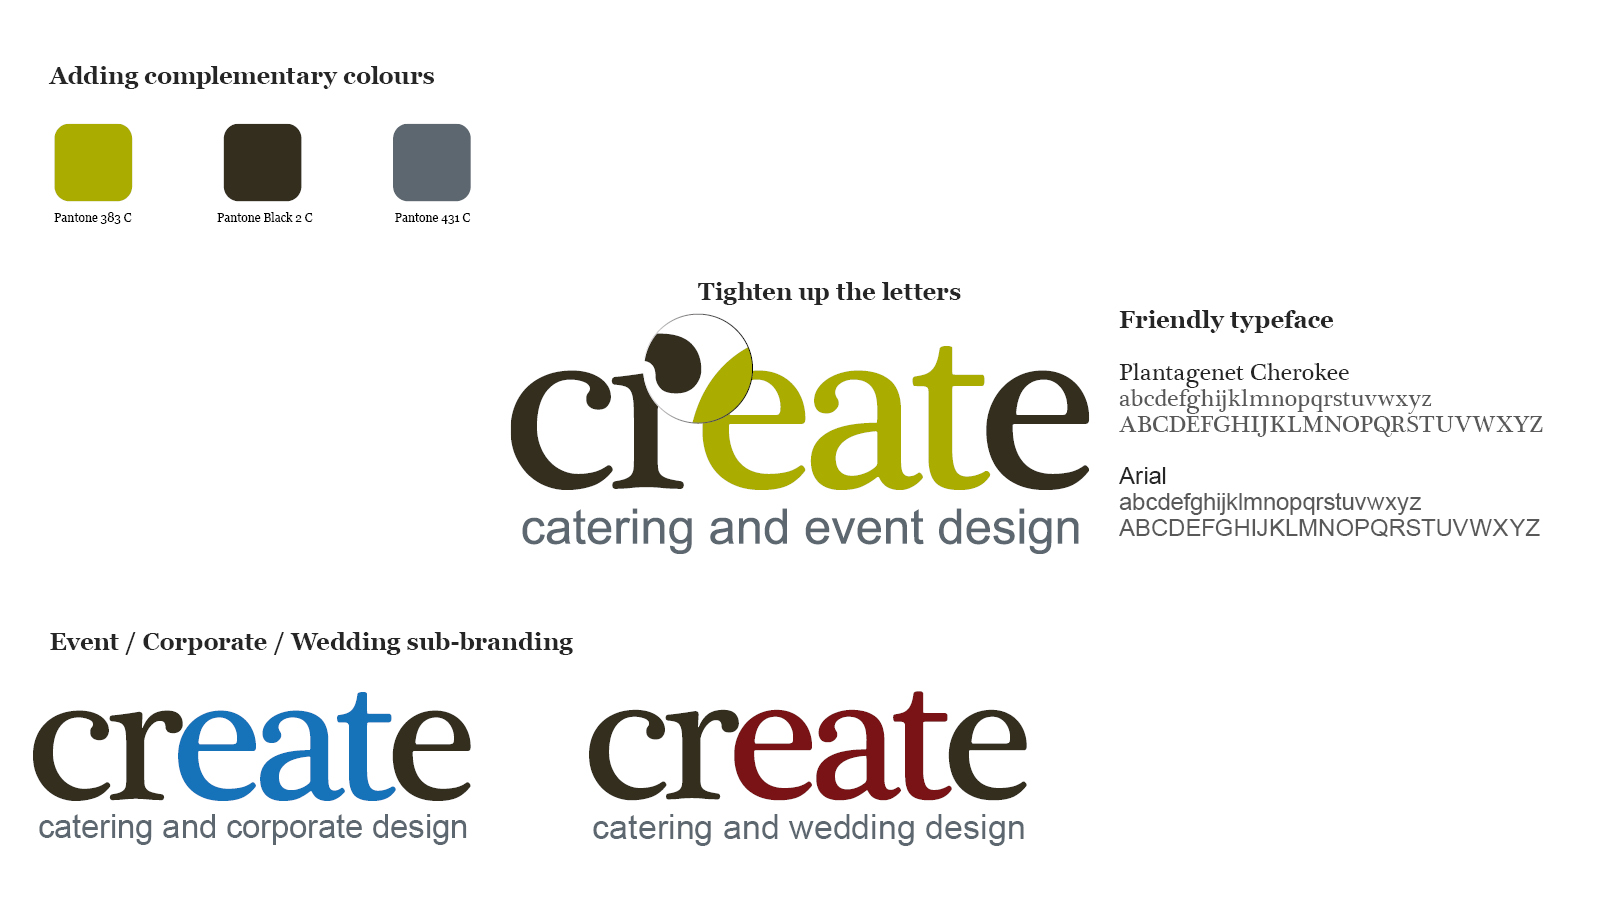 Adding complementary colours
Pantone 383 C
Pantone Black 2 C
Pantone 431 C
Tighten up the letters
create
catering and event design
Friendly typeface
Plantagenet Cherokee
abcdefghijklmnopqrstuvwxyz
ABCDEFGHIJKLMNOPQRSTUVWXYZ
Arial
abcdefghijklmnopqrstuvwxyz
ABCDEFGHIJKLMNOPQRSTUVWXYZ
Event / Corporate / Wedding sub-branding
create
catering and corporate design
create
catering and wedding design